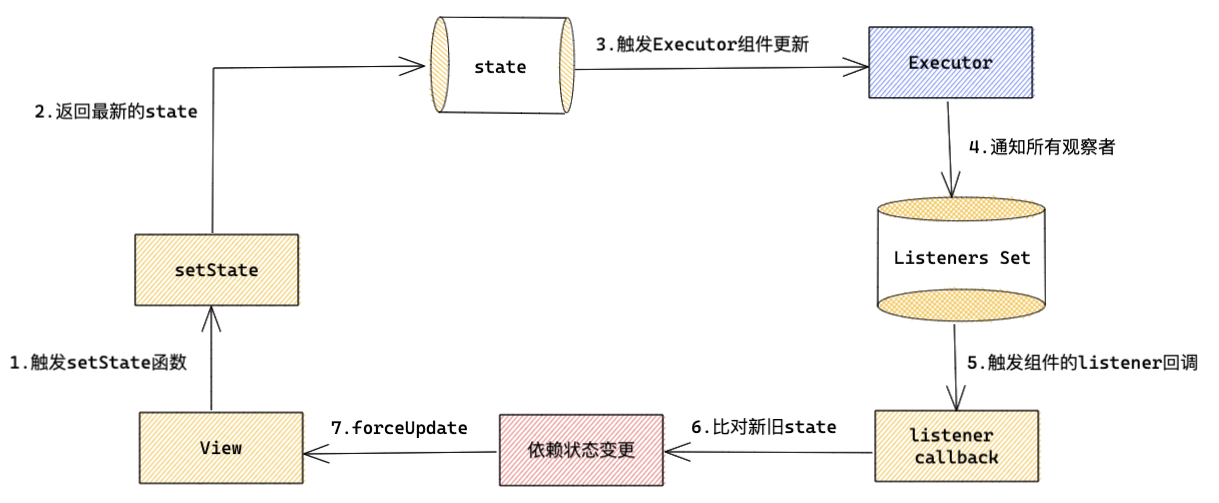 state
3.触发Executor组件更新
Executor
2.返回最新的state
4.通知所有观察者
Listeners Set
setState
1.触发setState函数
5.触发组件的listener回调
View
7.forceUpdate
依赖状态变更
6.比对新旧state
listener
callback